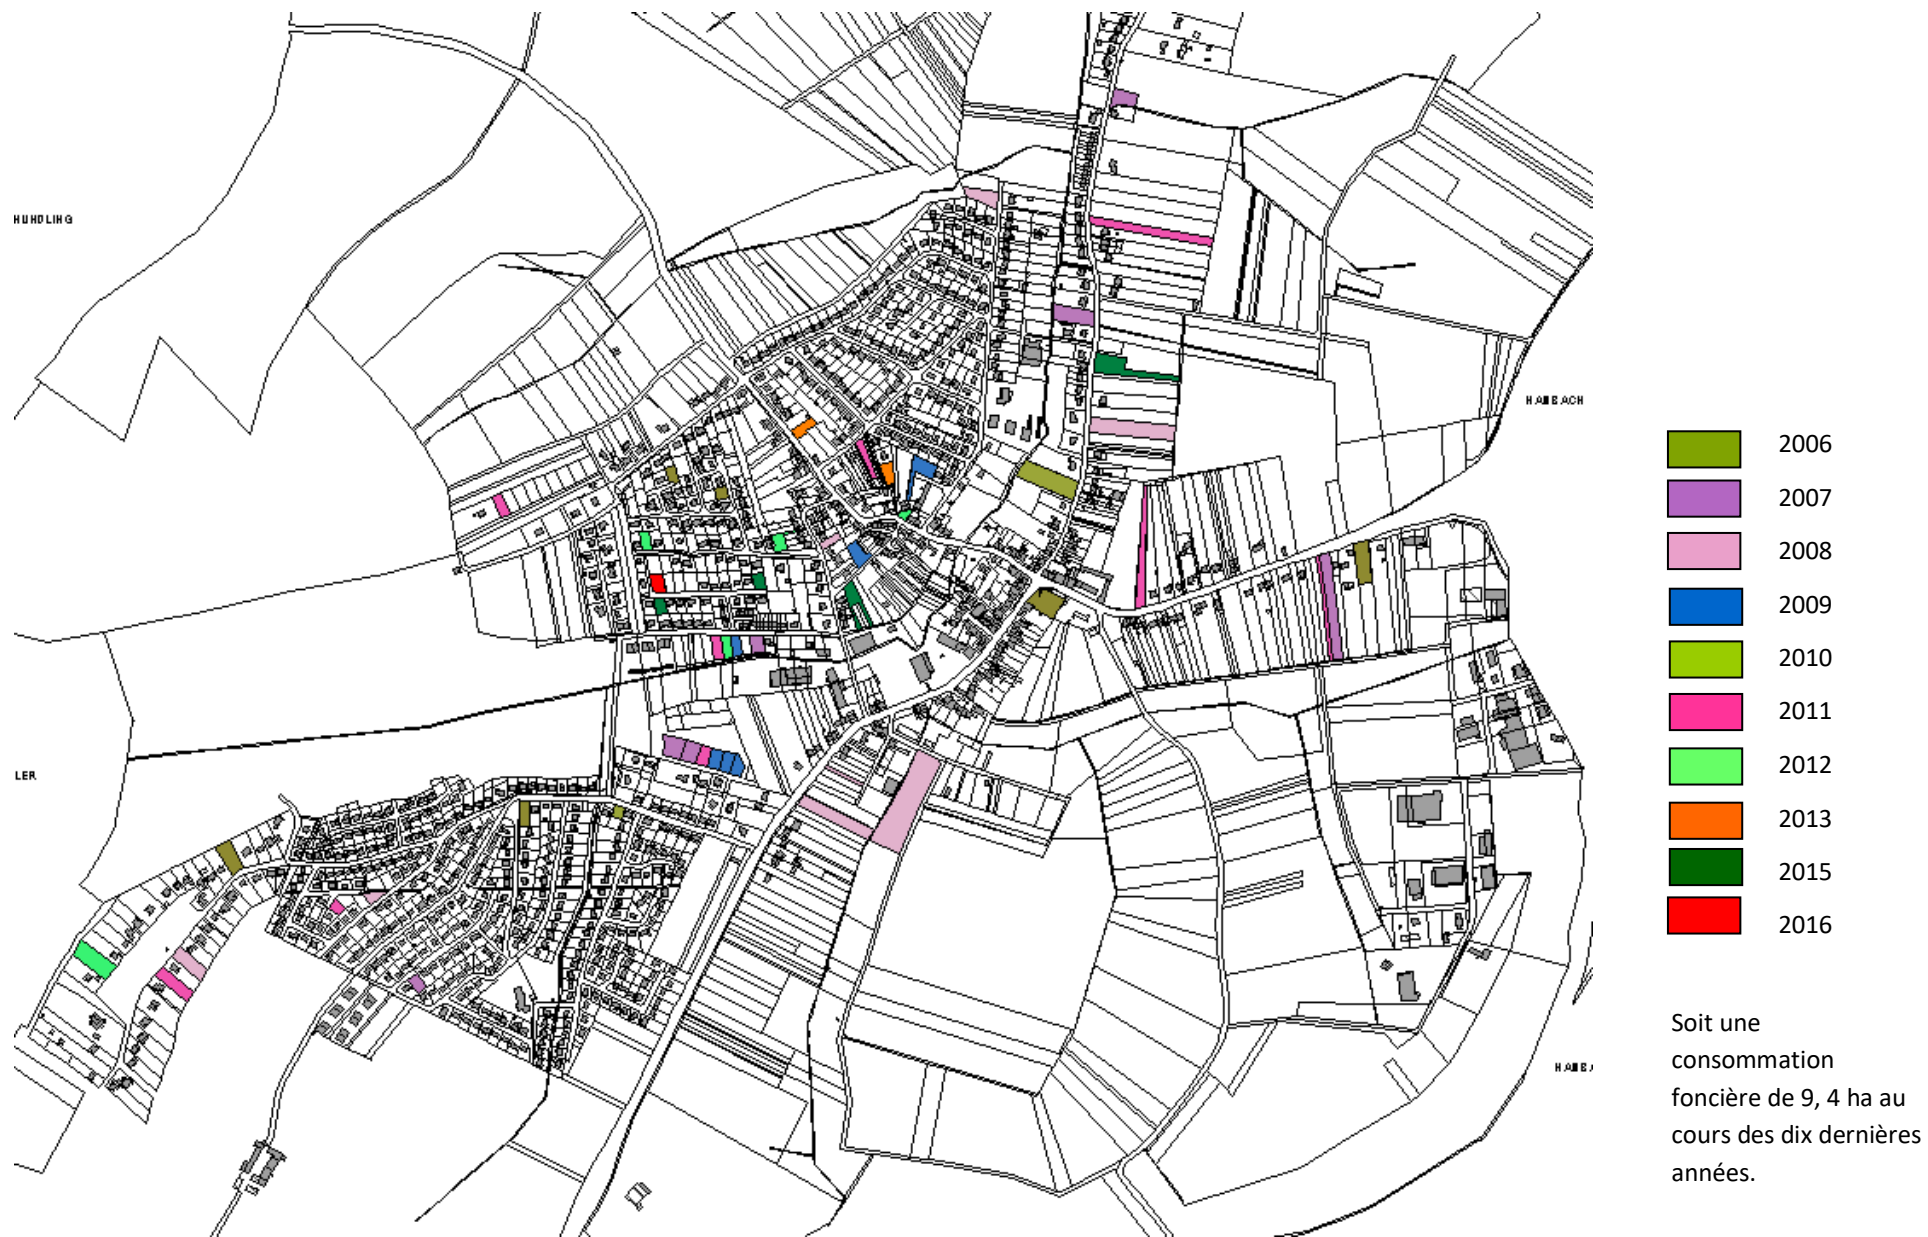 HUNDLING
HAMBACH
2006
2007
2008
2009
2010
2011
LER
2012
2013
2015
2016
Soit une
consommation
foncière de 9, 4 ha au
cours des dix dernières
années.